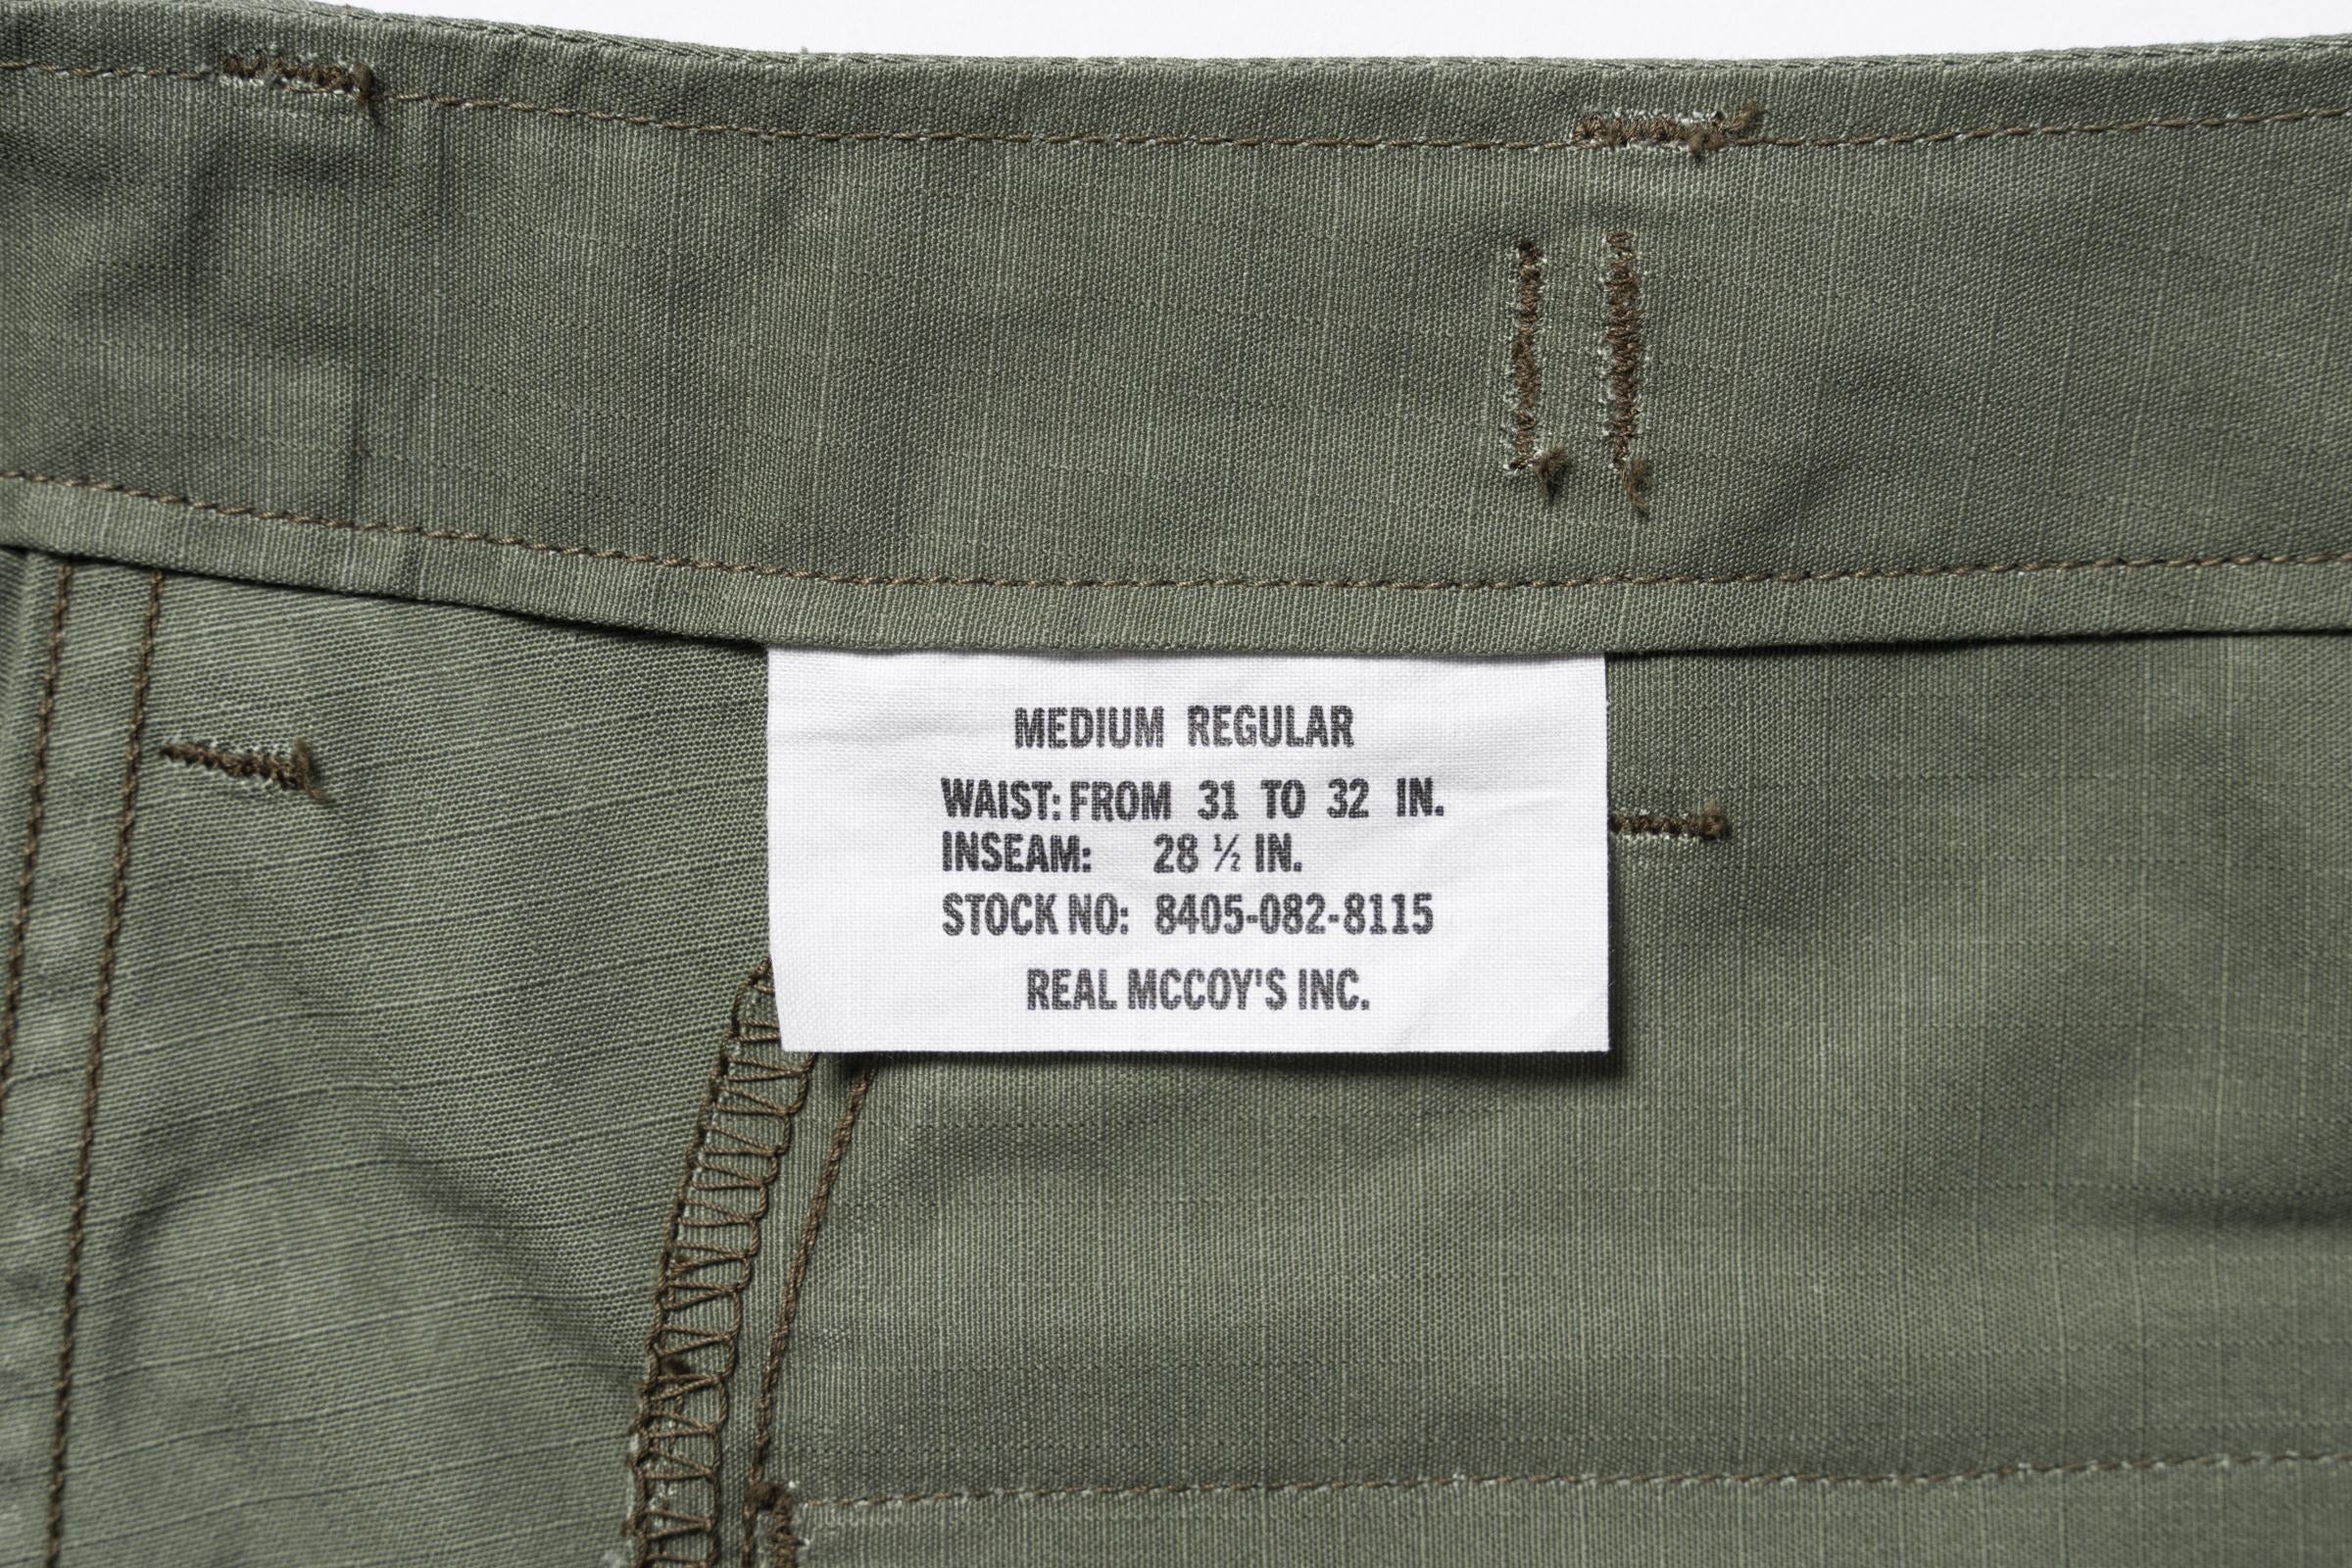 MEDIUM REGULAR
WAIST: FROM 31 TO 32 IN.
INSEAM: 28 ½ IN.
STOCK NO: 8405-082-8115
REAL MCCOY'S INC.